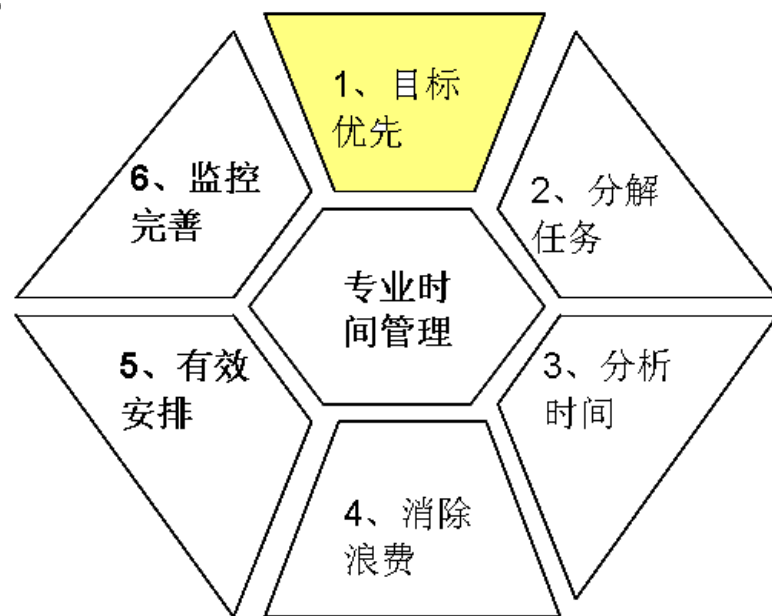 1、目标
优先
2、分解
任务
3、分析
时间
4、消除
浪费
5、有效
安排
6、监控
完善
专业时
间管理